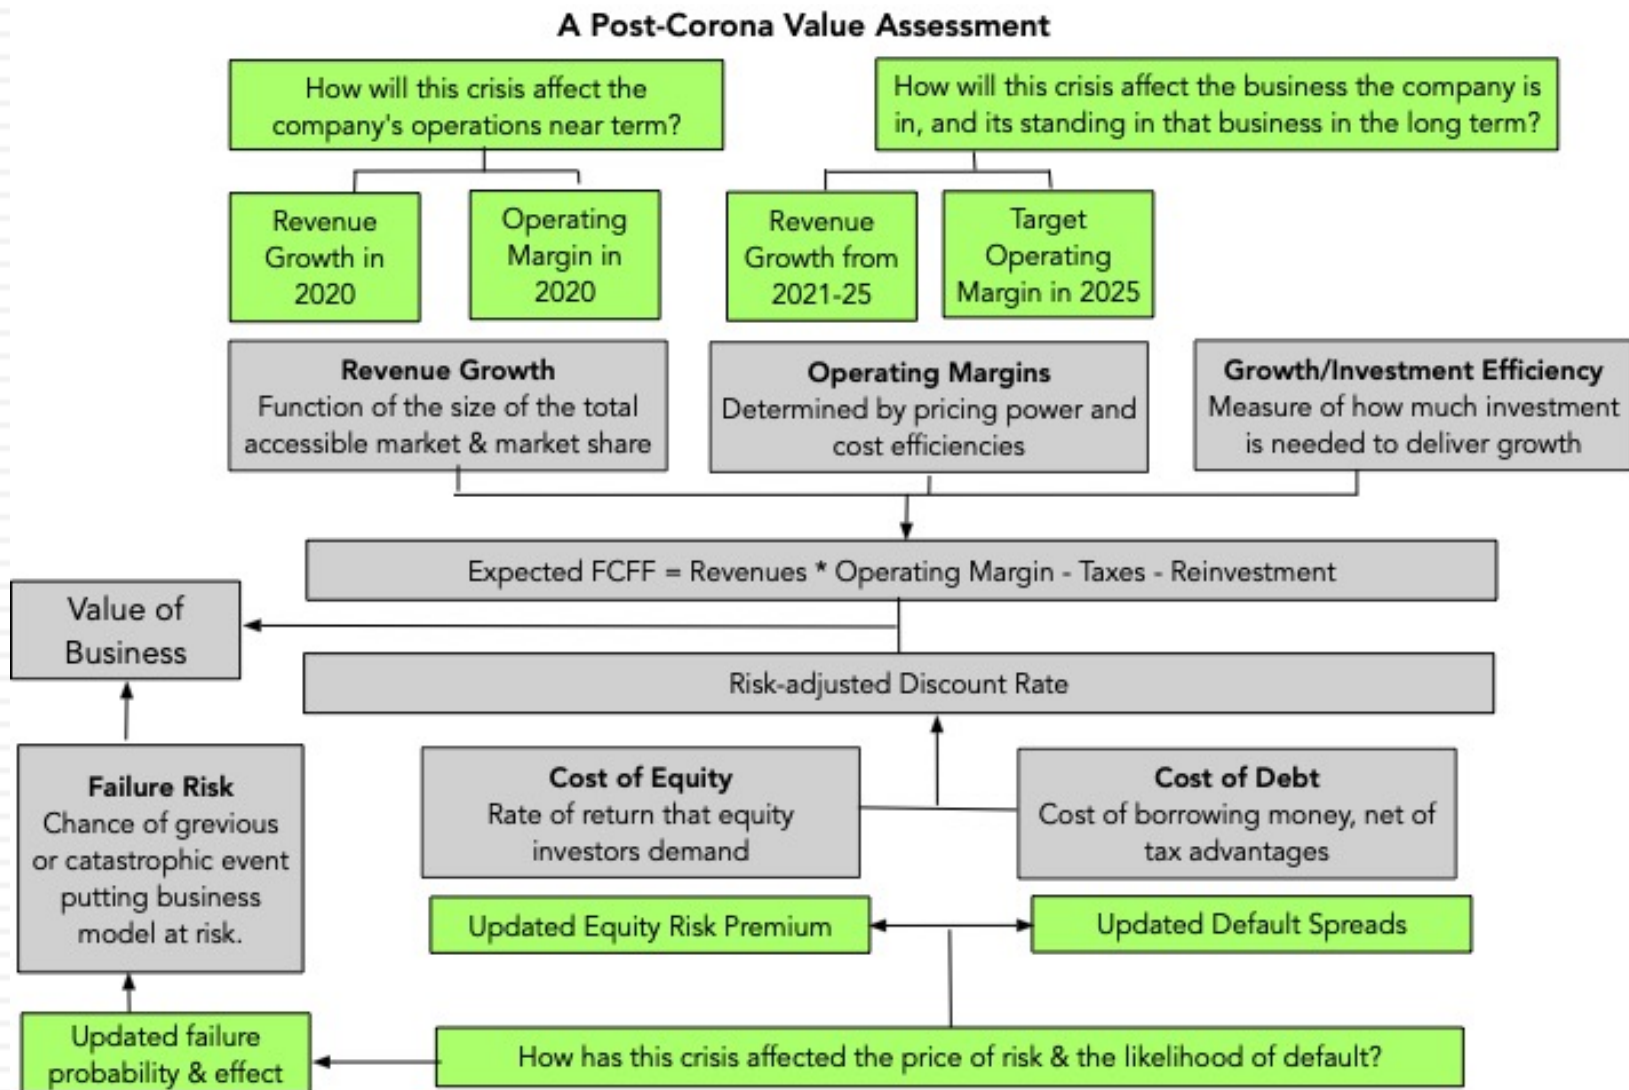 A Post-Corona Value Assessment
How will this crisis affect the
company's operations near term?
How will this crisis affect the business the company is
in, and its standing in that business in the long term?
Revenue
Growth in
2020
Operating
Margin in
2020
Revenue
Growth from
2021-25
Target
Operating
Margin in 2025
Revenue Growth
Function of the size of the total
accessible market & market share
Operating Margins
Determined by pricing power and
cost efficiencies
Growth/Investment Efficiency
Measure of how much investment
is needed to deliver growth
Expected FCFF = Revenues * Operating Margin - Taxes - Reinvestment
Value of
Business
Risk-adjusted Discount Rate
Failure Risk
Chance of grevious
or catastrophic event
putting business
model at risk.
Cost of Equity
Rate of return that equity
investors demand
Cost of Debt
Cost of borrowing money, net of
tax advantages
Updated Equity Risk Premium
Updated Default Spreads
Updated failure
probability & effect
How has this crisis affected the price of risk & the likelihood of default?